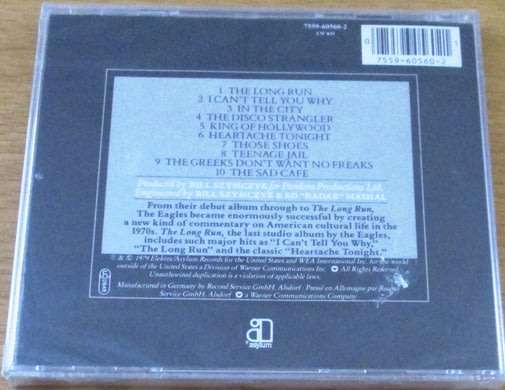 7559-60560-2
0
1
7559-60560-2
1 THE LONG RUN
2 I CAN'T TELL YOU WHY
3 IN THE CITY
4 THE DISCO STRANGLER
5 KING OF HOLLYWOOD
6 HEARTACHE TONIGHT
7 THOSE SHOES
8 TEENAGE JAIL
9 THE GREEKS DON'T WANT NO FREAKS
10 THE SAD CAFE
Produced by BILL SZYMCZYK for Pandora Productions Ltd.
Engineered by BILL SZYMCZYK & ED "RADAR" MASHAL
From their debut album through to The Long Run,
The Eagles became enormously successful by creating
a new kind of commentary on American cultural life in the
1970s. The Long Run, the last studio album by the Eagles,
includes such major hits as "I Can't Tell You Why,"
"The Long Run" and the classic "Heartache Tonight."
℗ & © 1979 Elektra/Asylum Records for the United States and WEA International Inc. for the world
outside of the United States a Division of Warner Communications Inc. All Rights Reserved.
Unauthorized duplication is a violation of applicable laws.
Manufactured in Germany by Record Service GmbH, Alsdorf · Pressé en Allemagne par Record
Service GmbH, Alsdorf a Warner Communications Company
asylum